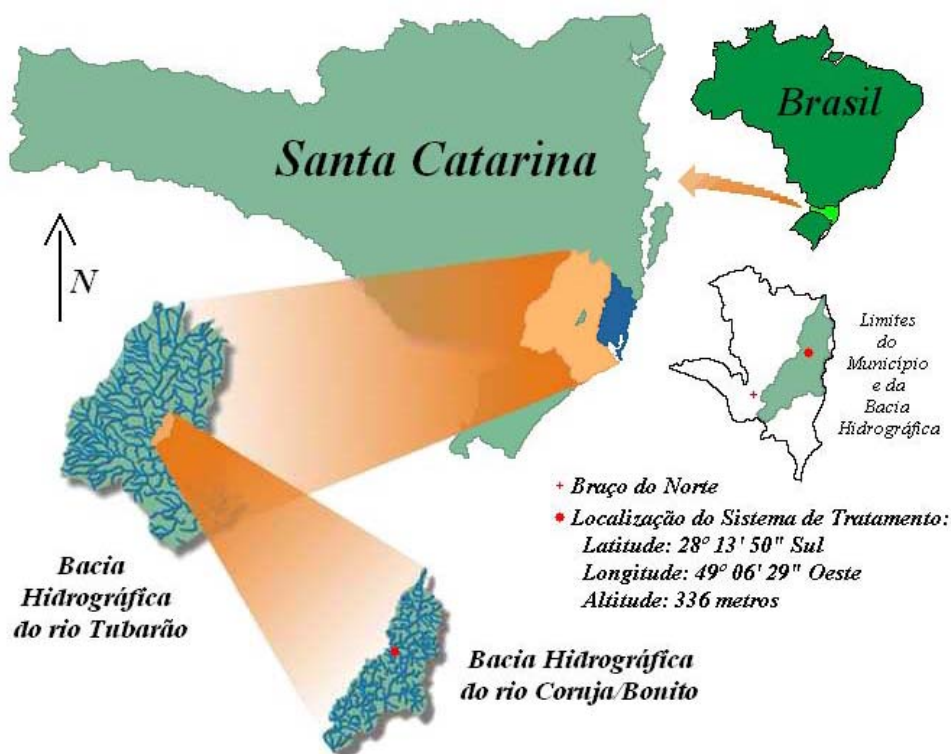 Santa Catarina
Brasil
N
Limites
do
Município
e da
Bacia
Hidrográfica
+ Braço do Norte
Localização do Sistema de Tratamento:
Latitude: 28° 13' 50" Sul
Longitude: 49° 06' 29" Oeste
Altitude: 336 metros
Bacia
Hidrográfica
do rio Tubarão
Bacia Hidrográfica
do rio Coruja/Bonito